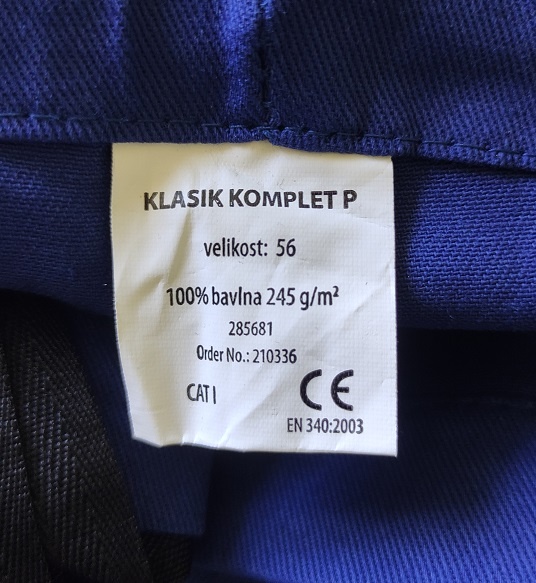 KLASIK KOMPLET P
velikost: 56
100% bavlna 245 g/m²
285681
Order No.: 210336
CAT I
CE
EN 340:2003